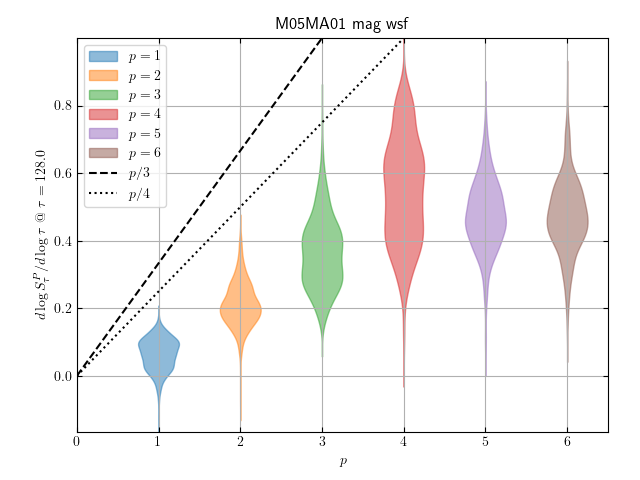 M05MA01 mag wsf
d log S_τ^P / d log τ @ τ = 128.0
0.8
0.6
0.4
0.2
0.0
p = 1
p = 2
p = 3
p = 4
p = 5
p = 6
p/3
p/4
0 1 2 3 4 5 6
p